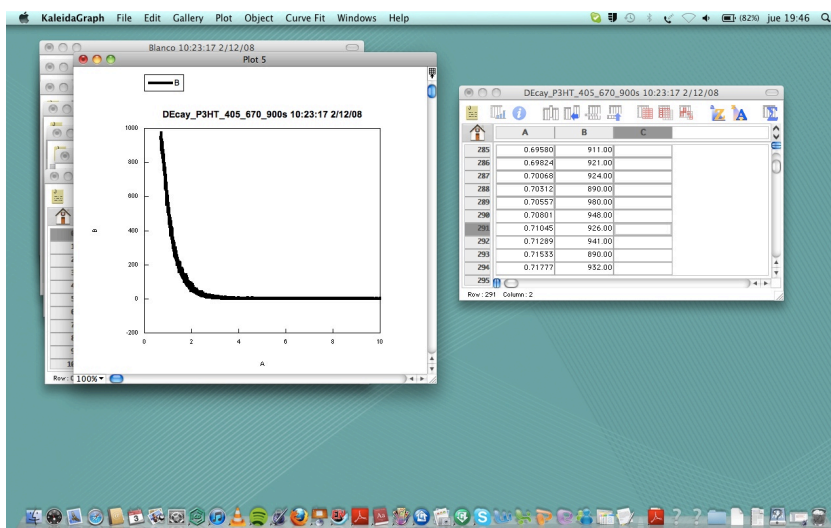 KaleidaGraph File Edit Gallery Plot Object Curve Fit Windows Help
(82%) jue 19:46
Blanco 10:23:17 2/12/08
Plot 5
B
DEcay_P3HT_405_670_900s 10:23:17 2/12/08
1000
800
600
400
200
0
-200
0 2 4 6 8 10
B
A
100%
DEcay_P3HT_405_670_900s 10:23:17 2/12/08
A B C
285 0.69580 911.00
286 0.69824 921.00
287 0.70068 924.00
288 0.70312 890.00
289 0.70557 980.00
290 0.70801 948.00
291 0.71045 926.00
292 0.71289 941.00
293 0.71533 890.00
294 0.71777 932.00
295
Row: 291 Column: 2